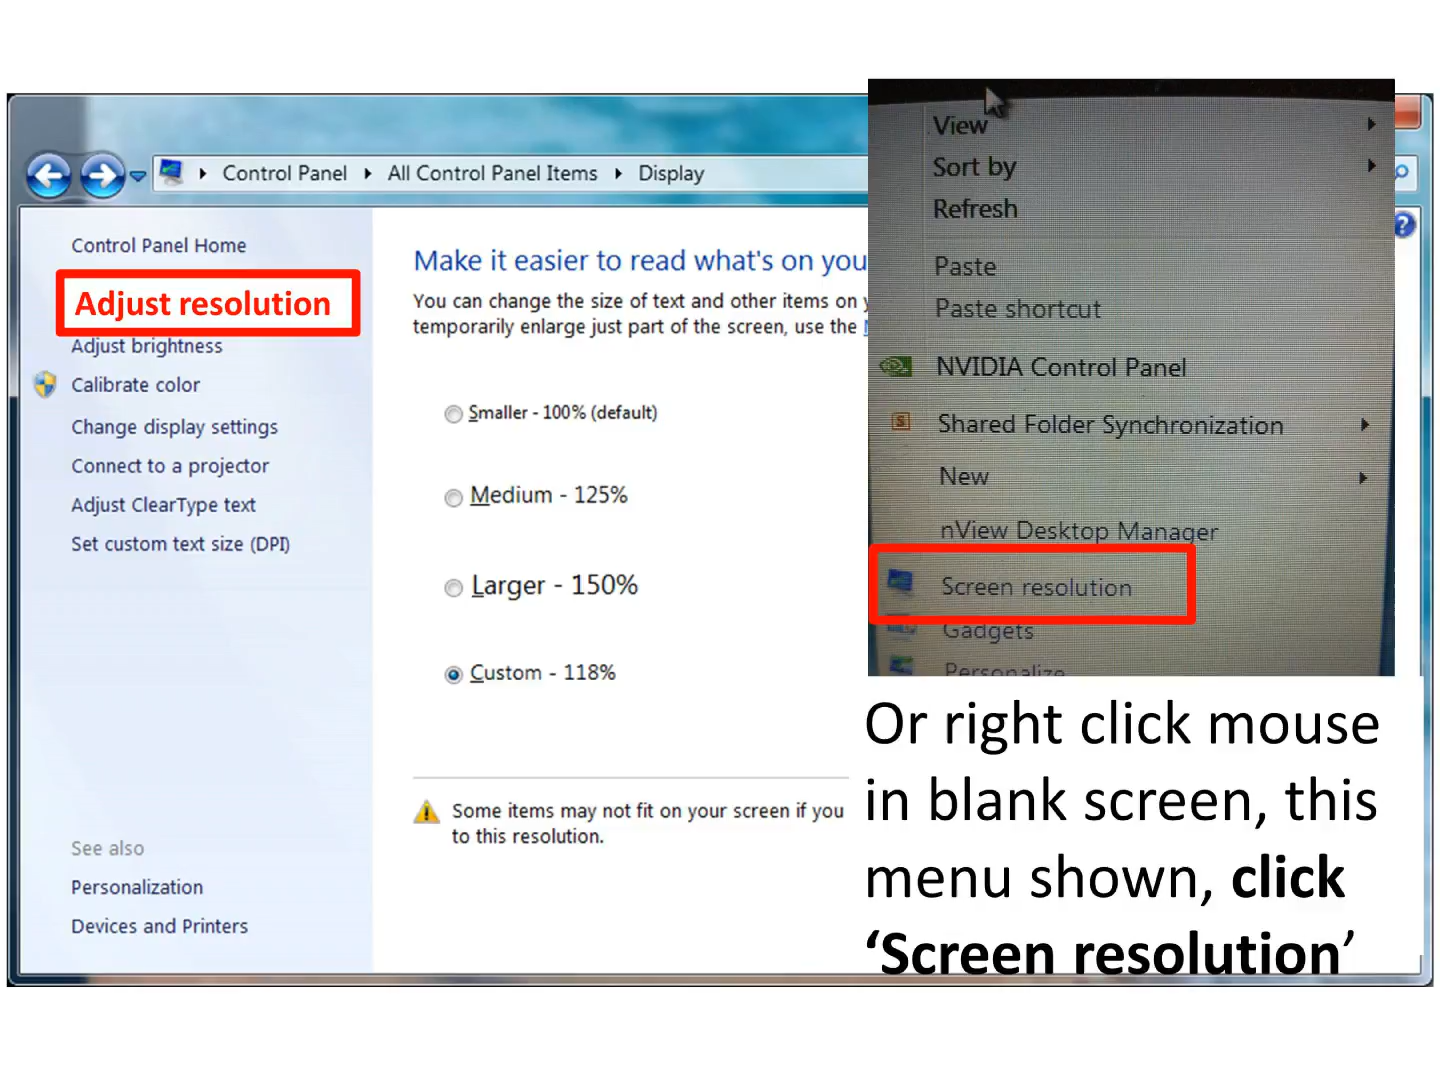 Control Panel
All Control Panel Items
Display
Control Panel Home
Adjust resolution
Adjust brightness
Calibrate color
Change display settings
Connect to a projector
Adjust ClearType text
Set custom text size (DPI)
See also
Personalization
Devices and Printers
Make it easier to read what's on you
You can change the size of text and other items on
temporarily enlarge just part of the screen, use the
Smaller - 100% (default)
Medium - 125%
Larger - 150%
Custom - 118%
Some items may not fit on your screen if you
to this resolution.
View
Sort by
Refresh
Paste
Paste shortcut
NVIDIA Control Panel
S
Shared Folder Synchronization
New
nView Desktop Manager
Screen resolution
Gadgets
Personalize
?
Or right click mouse
in blank screen, this
menu shown, click
‘Screen resolution’